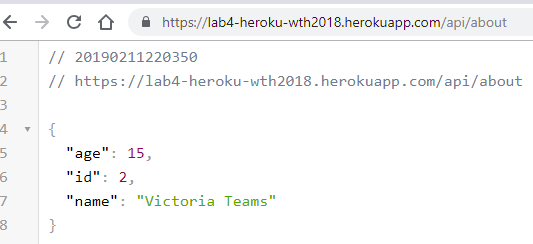 https://lab4-heroku-wth2018.herokuapp.com/api/about
1 // 20190211220350
2 // https://lab4-heroku-wth2018.herokuapp.com/api/about
3
4 {
5 "age": 15,
6 "id": 2,
7 "name": "Victoria Teams"
8 }